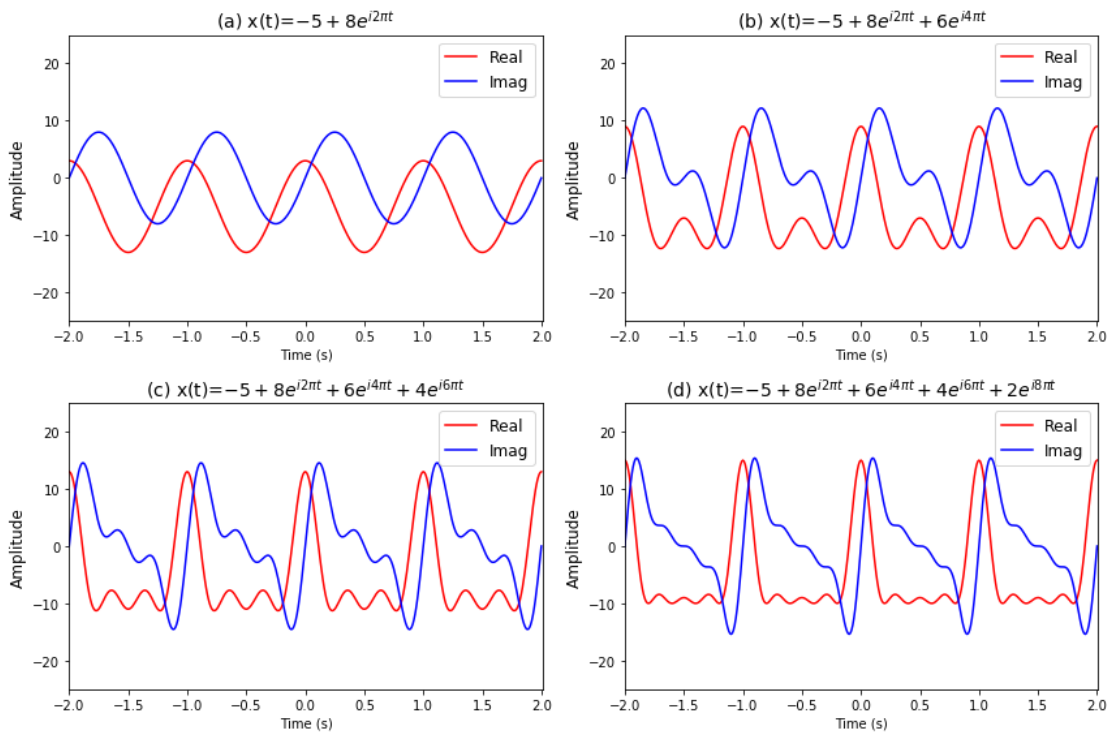 (a) x(t)=−5 + 8e^{i2πt}
20
10
0
−10
−20
Amplitude
Real
Imag
−2.0 −1.5 −1.0 −0.5 0.0 0.5 1.0 1.5 2.0
Time (s)
(b) x(t)=−5 + 8e^{i2πt} + 6e^{i4πt}
20
10
0
−10
−20
Amplitude
Real
Imag
−2.0 −1.5 −1.0 −0.5 0.0 0.5 1.0 1.5 2.0
Time (s)
(c) x(t)=−5 + 8e^{i2πt} + 6e^{i4πt} + 4e^{i6πt}
20
10
0
−10
−20
Amplitude
Real
Imag
−2.0 −1.5 −1.0 −0.5 0.0 0.5 1.0 1.5 2.0
Time (s)
(d) x(t)=−5 + 8e^{i2πt} + 6e^{i4πt} + 4e^{i6πt} + 2e^{i8πt}
20
10
0
−10
−20
Amplitude
Real
Imag
−2.0 −1.5 −1.0 −0.5 0.0 0.5 1.0 1.5 2.0
Time (s)